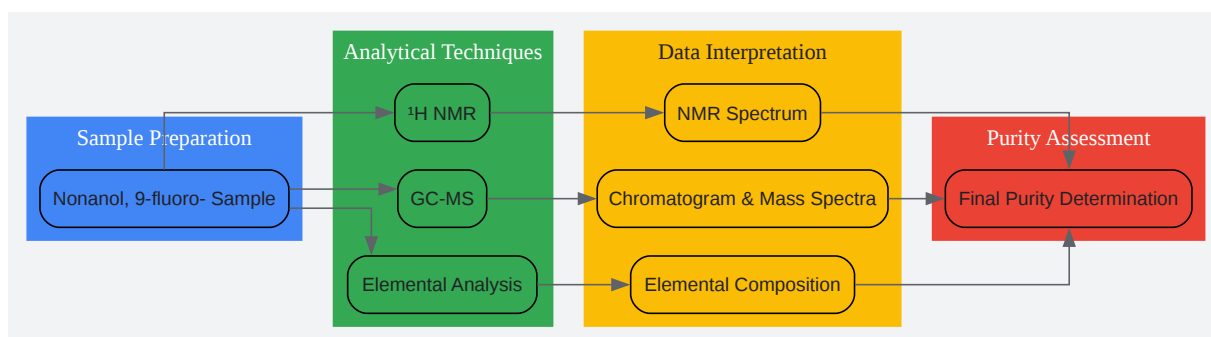 Sample Preparation
Nonanol, 9-fluoro- Sample
Analytical Techniques
¹H NMR
GC-MS
Elemental Analysis
Data Interpretation
NMR Spectrum
Chromatogram & Mass Spectra
Elemental Composition
Purity Assessment
Final Purity Determination